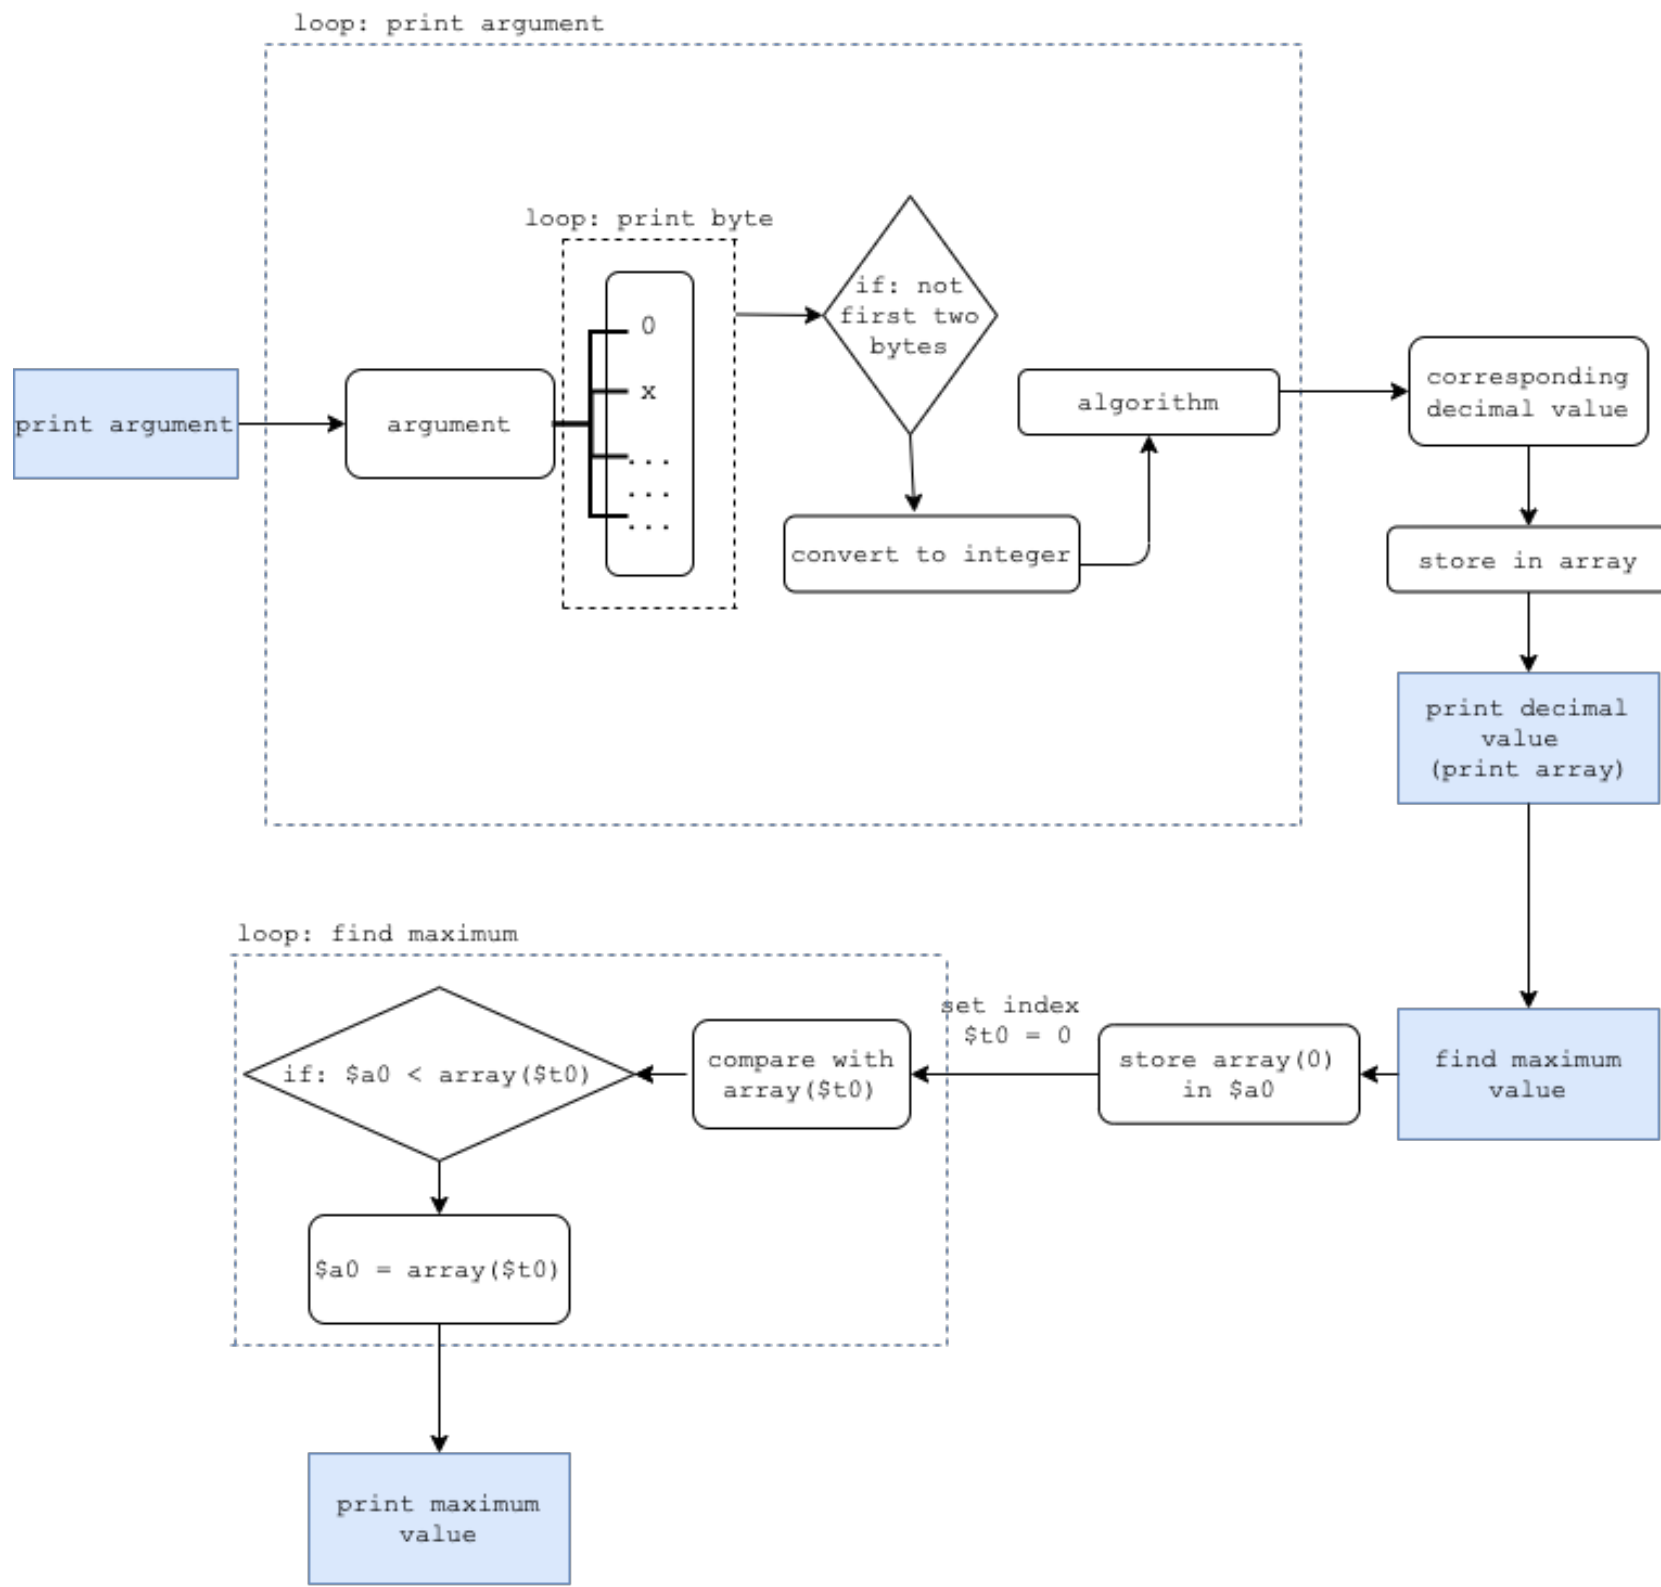 loop: print argument
loop: print byte
0
x
...
...
...
if: not
first two
bytes
print argument
argument
algorithm
convert to integer
corresponding
decimal value
store in array
print decimal
value
(print array)
loop: find maximum
if: $a0 < array($t0)
compare with
array($t0)
set index
$t0 = 0
store array(0)
in $a0
find maximum
value
$a0 = array($t0)
print maximum
value